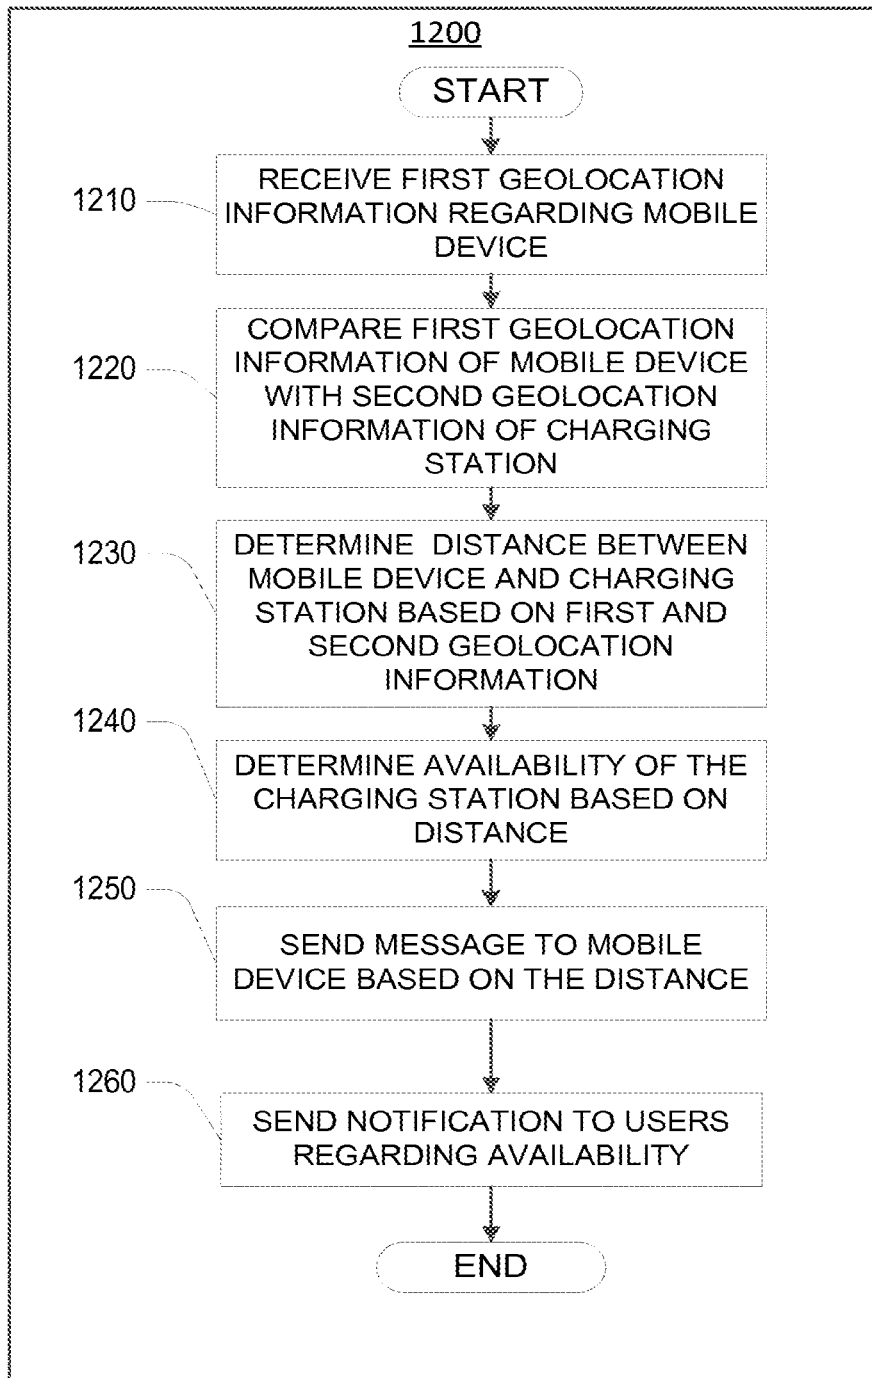 1200
START
1210
RECEIVE FIRST GEOLOCATION
INFORMATION REGARDING MOBILE
DEVICE
1220
COMPARE FIRST GEOLOCATION
INFORMATION OF MOBILE DEVICE
WITH SECOND GEOLOCATION
INFORMATION OF CHARGING
STATION
1230
DETERMINE DISTANCE BETWEEN
MOBILE DEVICE AND CHARGING
STATION BASED ON FIRST AND
SECOND GEOLOCATION
INFORMATION
1240
DETERMINE AVAILABILITY OF THE
CHARGING STATION BASED ON
DISTANCE
1250
SEND MESSAGE TO MOBILE
DEVICE BASED ON THE DISTANCE
1260
SEND NOTIFICATION TO USERS
REGARDING AVAILABILITY
END